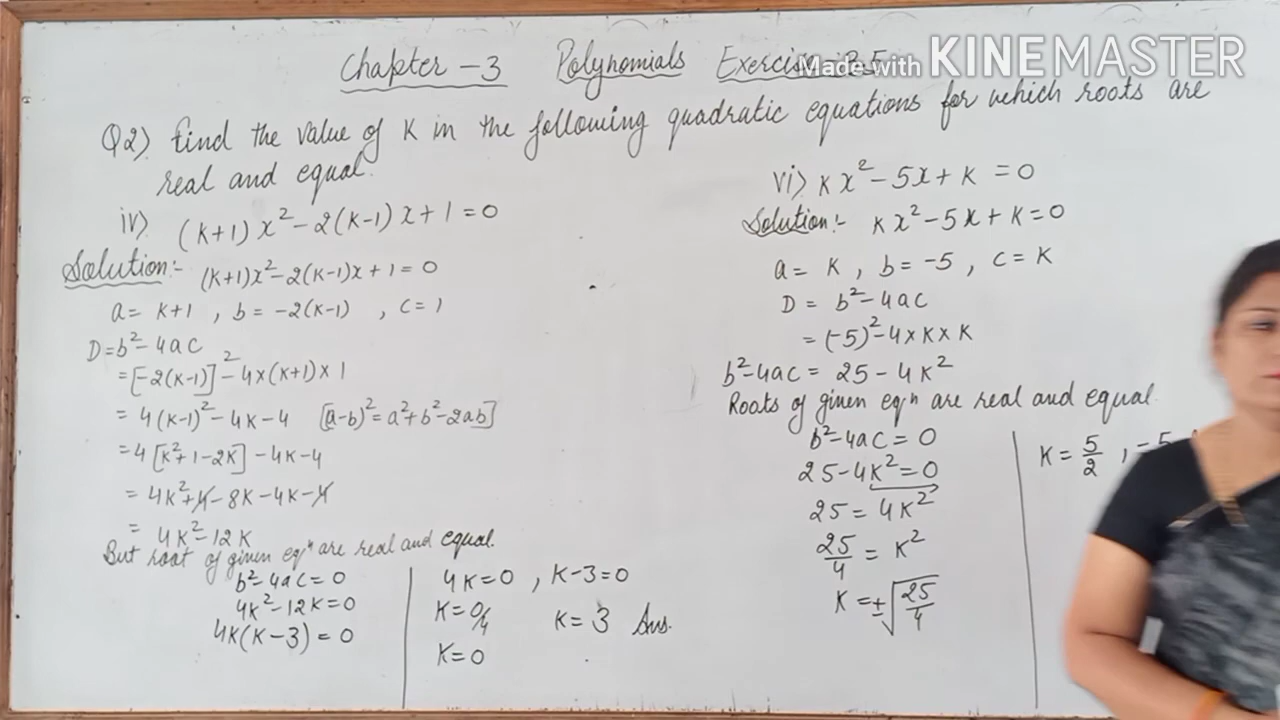 Chapter - 3 Polynomials Exercise
Made with KINEMASTER
Q2) find the value of K in the following quadratic equations for which roots are
real and equal.
iv) (K+1) x² - 2(K-1) x + 1 = 0
Solution:- (K+1)x² - 2(K-1)x + 1 = 0
a = K+1 , b = -2(K-1) , c = 1
D = b² - 4ac
= [-2(K-1)]² - 4×(K+1)×1
= 4(K-1)² - 4K - 4 [(a-b)² = a² + b² - 2ab]
= 4[K² + 1 - 2K] - 4K - 4
= 4K² + 4 - 8K - 4K - 4
= 4K² - 12K
But root of given eqⁿ are real and equal.
b² - 4ac = 0
4K² - 12K = 0
4K(K - 3) = 0
4K = 0 , K - 3 = 0
K = 0/4 K = 3 Ans.
K = 0
vi) K x² - 5x + K = 0
Solution:- K x² - 5x + K = 0
a = K , b = -5 , c = K
D = b² - 4ac
= (-5)² - 4×K×K
b² - 4ac = 25 - 4K²
Roots of given eqⁿ are real and equal.
b² - 4ac = 0
25 - 4K² = 0
25 = 4K²
25/4 = K²
K = ±√25/4
K = 5/2 , -5